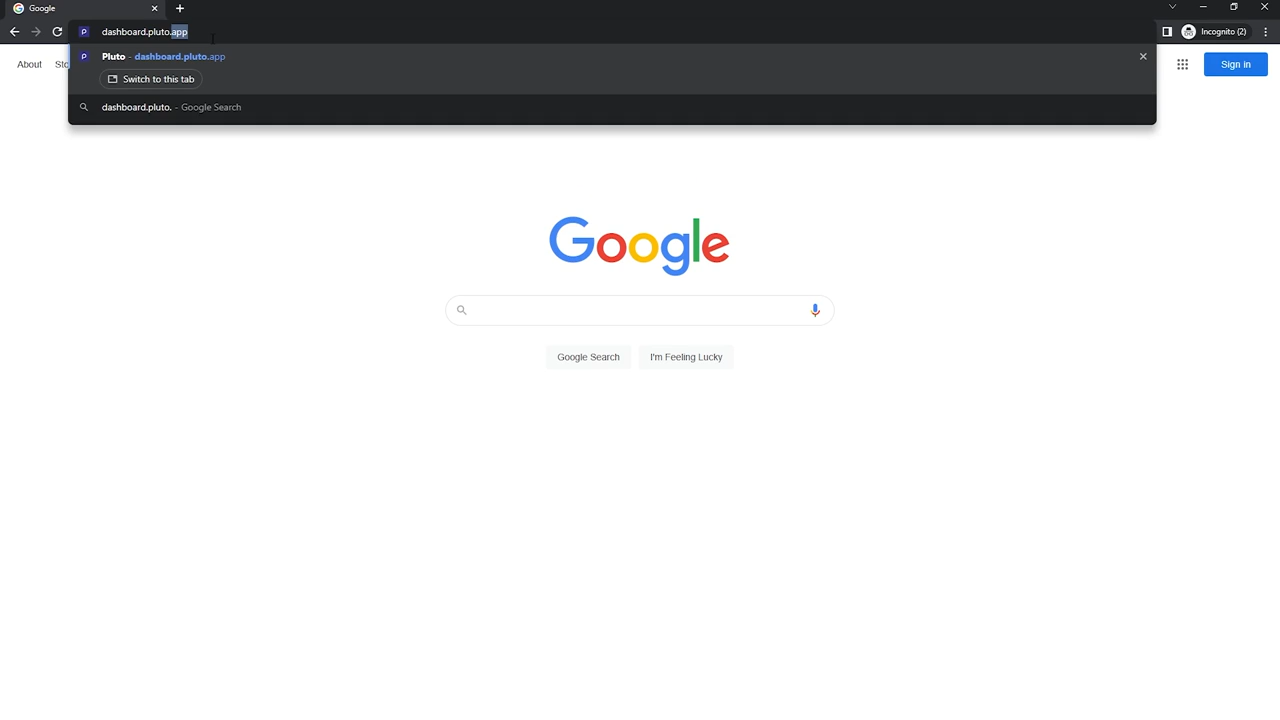 Google
dashboard.pluto.app
Incognito (2)
Pluto - dashboard.pluto.app
Switch to this tab
dashboard.pluto. - Google Search
About Sto
Sign in
Google
Google Search
I'm Feeling Lucky